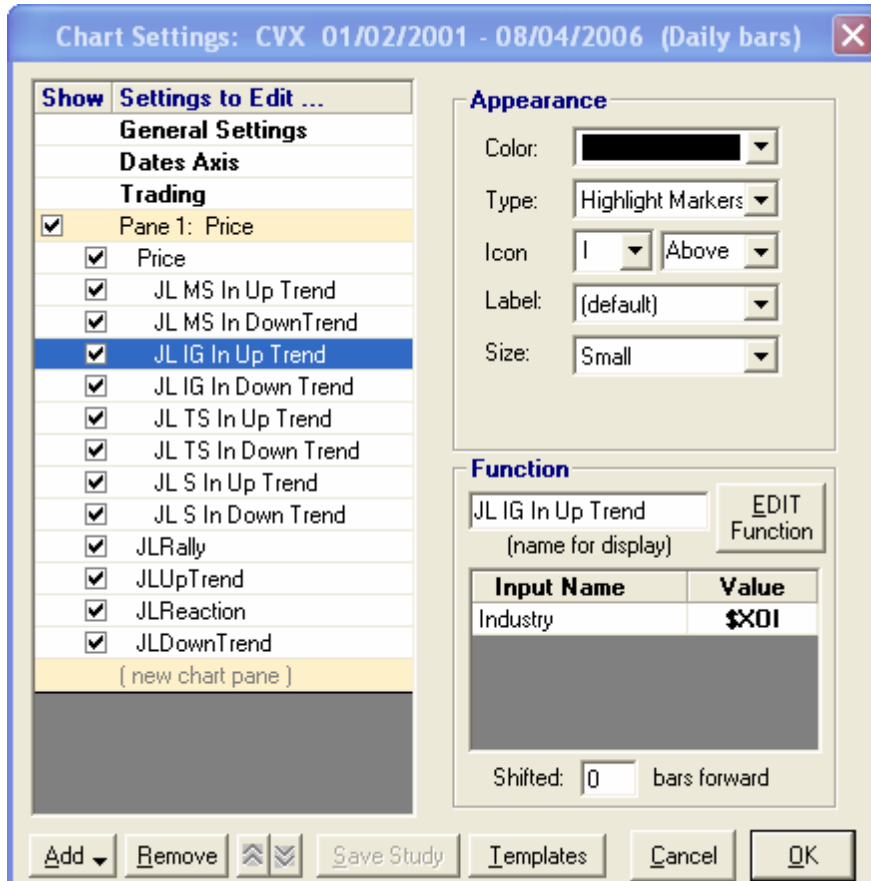 Chart Settings: CVX 01/02/2001 - 08/04/2006 (Daily bars)
Show Settings to Edit ...
General Settings
Dates Axis
Trading
Pane 1: Price
Price
JL MS In Up Trend
JL MS In DownTrend
JL IG In Up Trend
JL IG In Down Trend
JL TS In Up Trend
JL TS In Down Trend
JL S In Up Trend
JL S In Down Trend
JLRally
JLUpTrend
JLReaction
JLDownTrend
( new chart pane )
Appearance
Color:
Type: Highlight Markers
Icon I Above
Label: (default)
Size: Small
Function
JL IG In Up Trend
(name for display)
EDIT
Function
Input Name Value
Industry $XOI
Shifted: 0 bars forward
Add Remove Save Study Templates Cancel OK